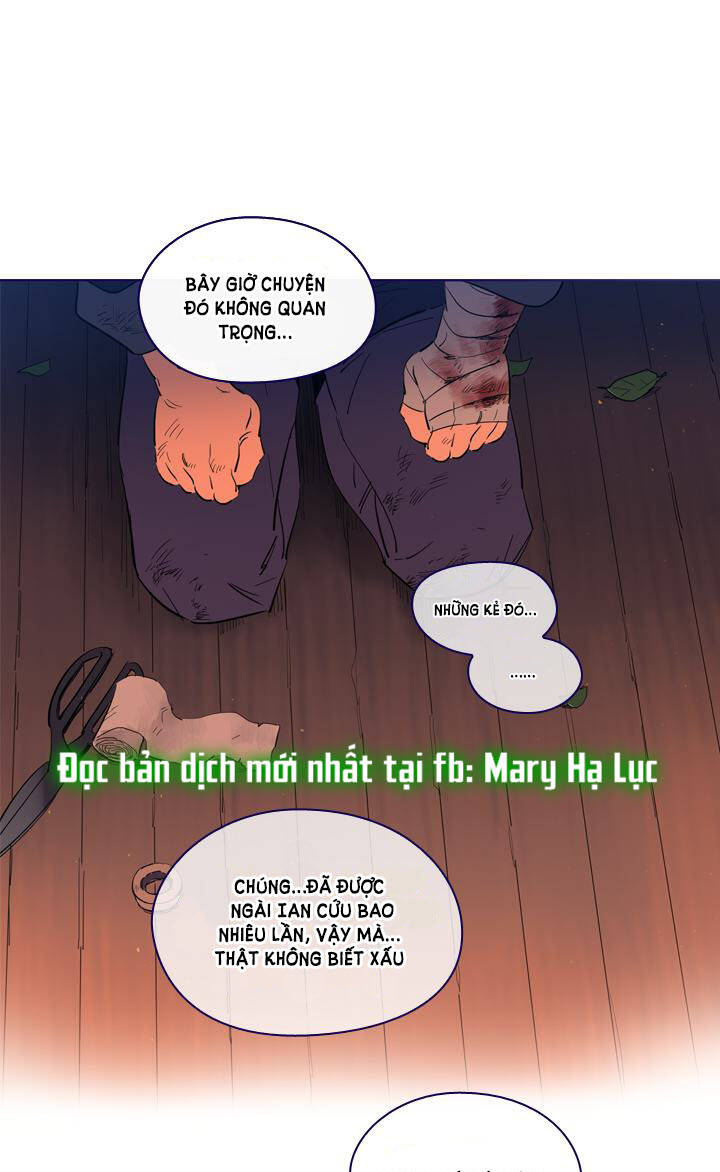 BÂY GIỜ CHUYỆN
ĐÓ KHÔNG QUAN
TRỌNG...
NHỮNG KẺ ĐÓ...
......
Đọc bản dịch mới nhất tại fb: Mary Hạ Lục
CHÚNG...ĐÃ ĐƯỢC
NGÀI IAN CỨU BAO
NHIÊU LẦN, VẬY MÀ...
THẬT KHÔNG BIẾT XẤU